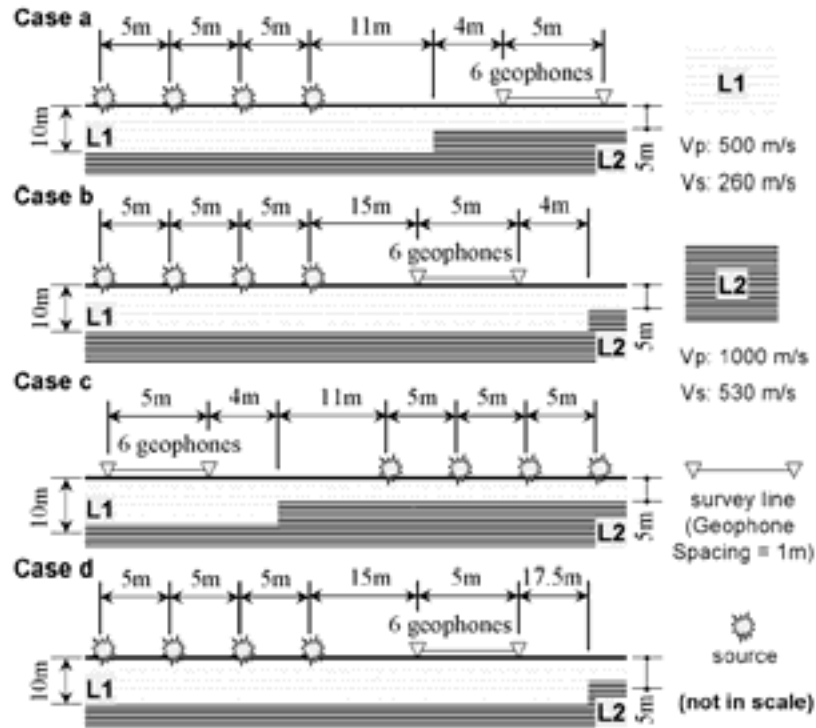 Case a
5m 5m 5m 11m 4m 5m
6 geophones
10m
L1
L2
5m
Case b
5m 5m 5m 15m 5m 4m
6 geophones
10m
L1
L2
5m
Case c
5m 4m 11m 5m 5m 5m
6 geophones
10m
L1
L2
5m
Case d
5m 5m 5m 15m 5m 17.5m
6 geophones
10m
L1
L2
5m
L1
Vp: 500 m/s
Vs: 260 m/s
L2
Vp: 1000 m/s
Vs: 530 m/s
survey line
(Geophone
Spacing = 1m)
source
(not in scale)